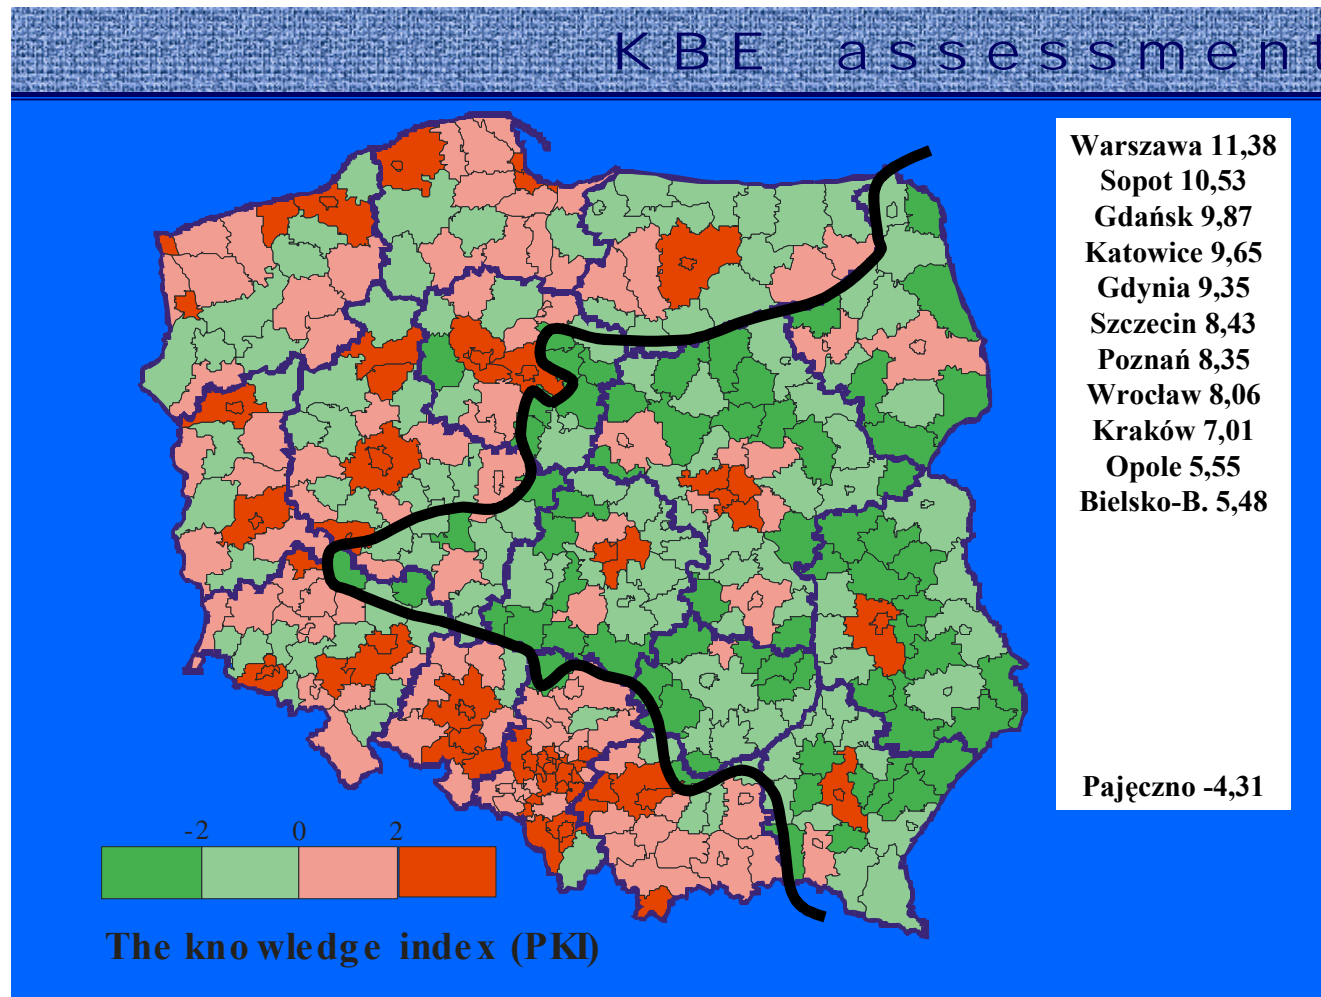 KBE assessment
Warszawa 11,38
Sopot 10,53
Gdańsk 9,87
Katowice 9,65
Gdynia 9,35
Szczecin 8,43
Poznań 8,35
Wrocław 8,06
Kraków 7,01
Opole 5,55
Bielsko-B. 5,48
Pajęczno -4,31
-2 0 2
The knowledge index (PKI)